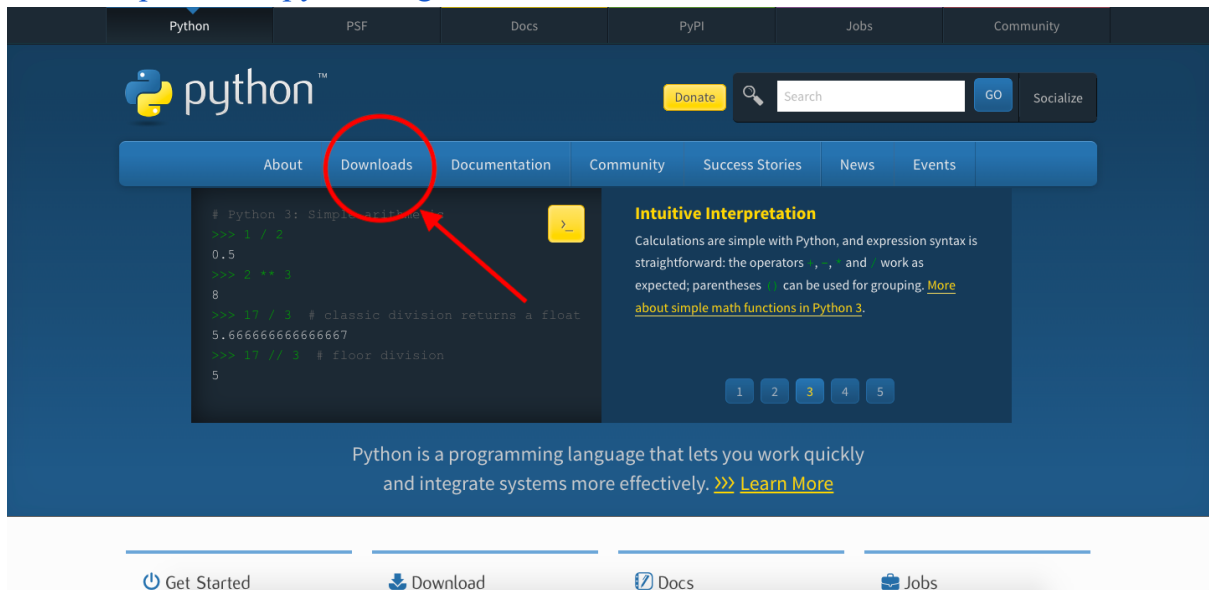 Python PSF Docs PyPI Jobs Community
python™
Donate Search GO Socialize
About Downloads Documentation Community Success Stories News Events
# Python 3: Simple arithmetic
>>> 1 / 2
0.5
>>> 2 ** 3
8
>>> 17 / 3 # classic division returns a float
5.666666666666667
>>> 17 // 3 # floor division
5
>_
Intuitive Interpretation
Calculations are simple with Python, and expression syntax is
straightforward: the operators +, -, * and / work as
expected; parentheses () can be used for grouping. More
about simple math functions in Python 3.
1 2 3 4 5
Python is a programming language that lets you work quickly
and integrate systems more effectively. >>> Learn More
Get Started Download Docs Jobs